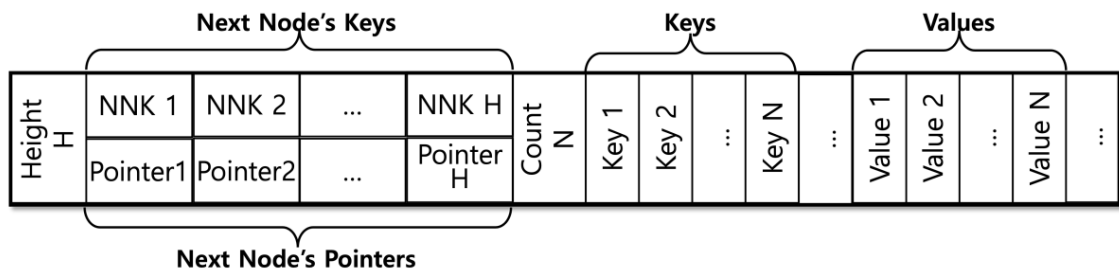 Next Node's Keys
Keys
Values
Height H
NNK 1
NNK 2
...
NNK H
Pointer1
Pointer2
...
Pointer H
Count N
Key 1
Key 2
...
Key N
...
Value 1
Value 2
...
Value N
...
Next Node's Pointers